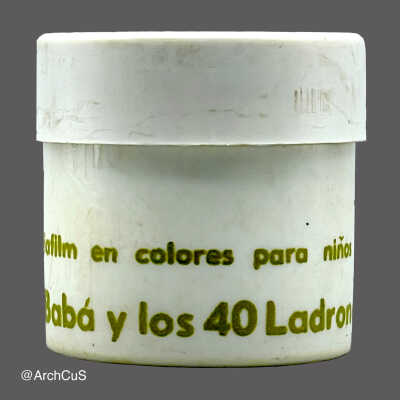 afilm en colores para niños
Babá y los 40 Ladron
@ArchCuS